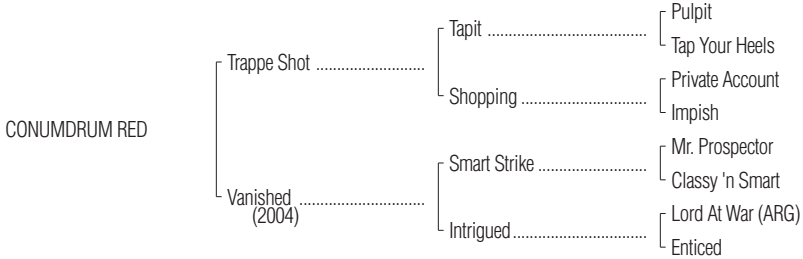 Pulpit
Tapit ......................................
Tap Your Heels
Trappe Shot ..........................
Private Account
Shopping ..............................
Impish
CONUMDRUM RED
Mr. Prospector
Smart Strike ..........................
Classy 'n Smart
Vanished ..............................
(2004)
Lord At War (ARG)
Intrigued................................
Enticed